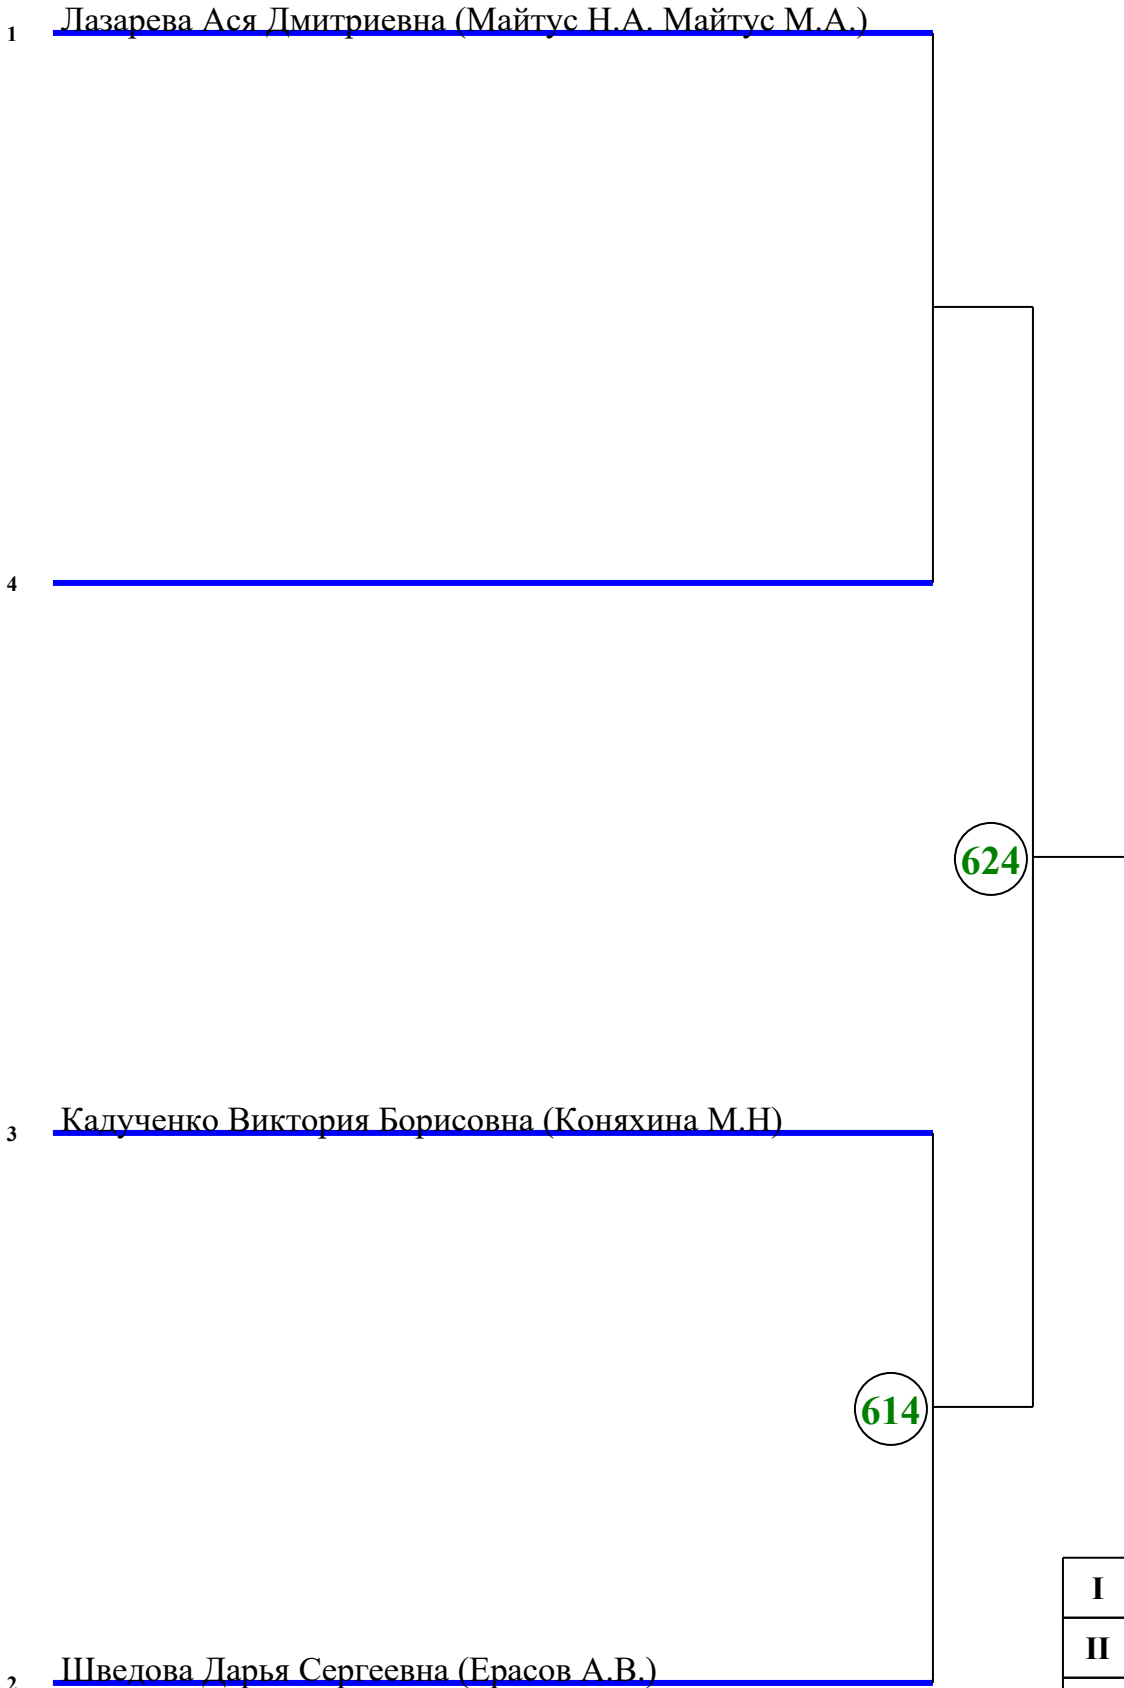 1 Лазарева Ася Дмитриевна (Майтус Н.А. Майтус М.А.)
4
624
3 Кадученко Виктория Борисовна (Коняхина М.Н)
614
I
II
2 Шведова Дарья Сергеевна (Ерасов А.В.)